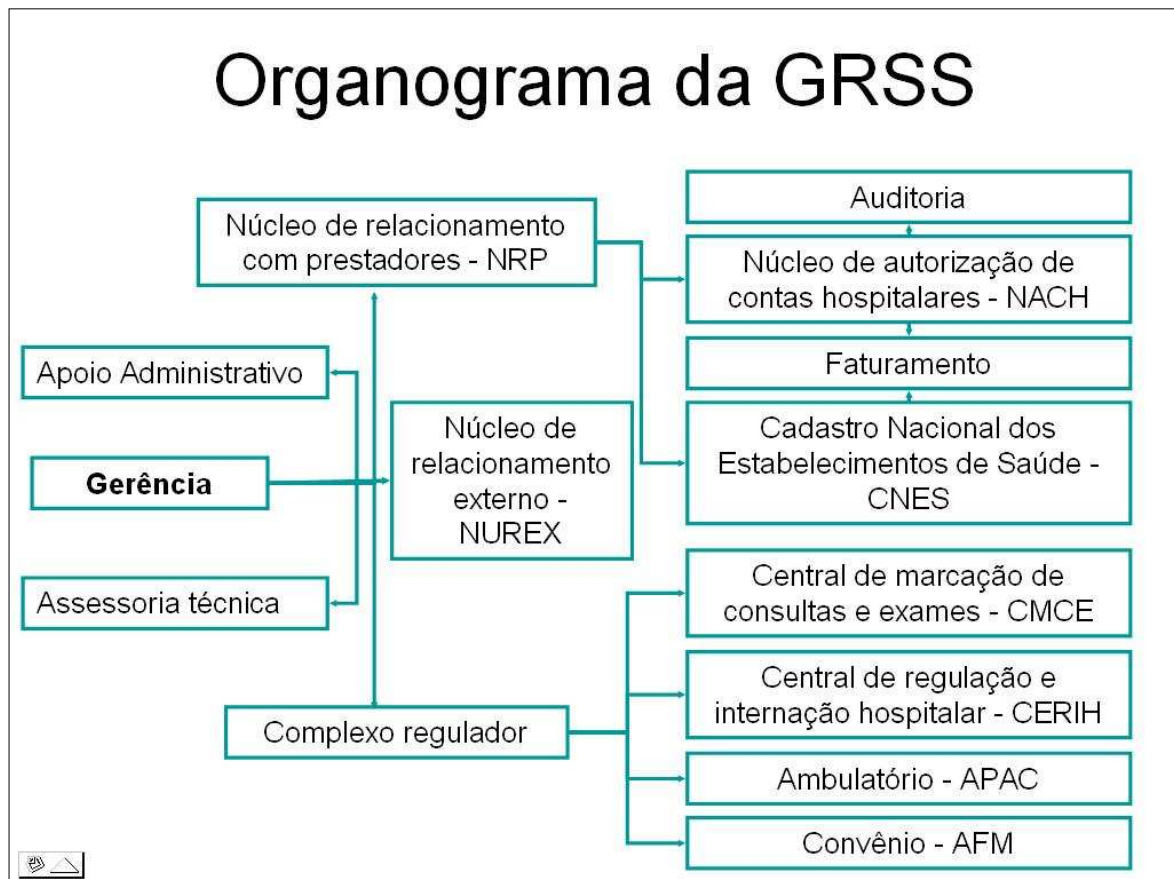 Organograma da GRSS
Núcleo de relacionamento
com prestadores - NRP
Apoio Administrativo
Gerência
Assessoria técnica
Núcleo de
relacionamento
externo -
NUREX
Complexo regulador
Auditoria
Núcleo de autorização de
contas hospitalares - NACH
Faturamento
Cadastro Nacional dos
Estabelecimentos de Saúde -
CNES
Central de marcação de
consultas e exames - CMCE
Central de regulação e
internação hospitalar - CERIH
Ambulatório - APAC
Convênio - AFM